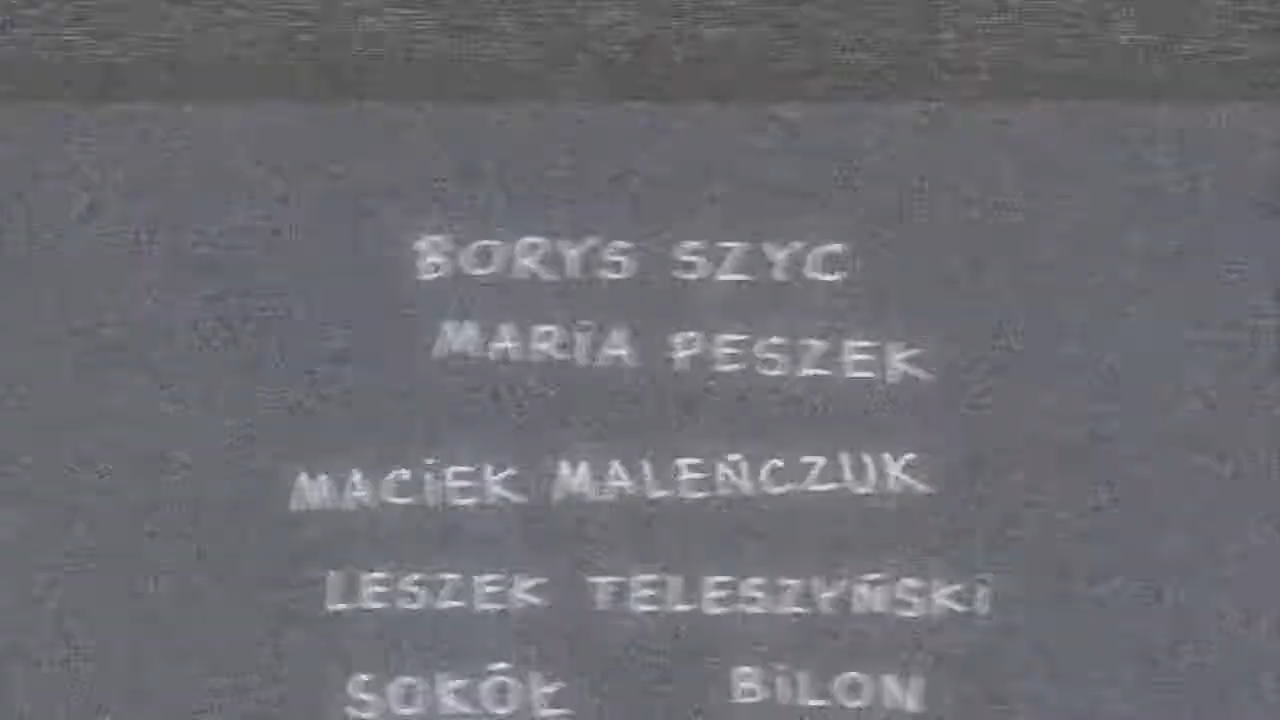 BORYS SZYC
MARiA PESZEK
MACiEK MALEŃCZUK
LESZEK TELESZYŃSKi
SOKÓŁ BiLON